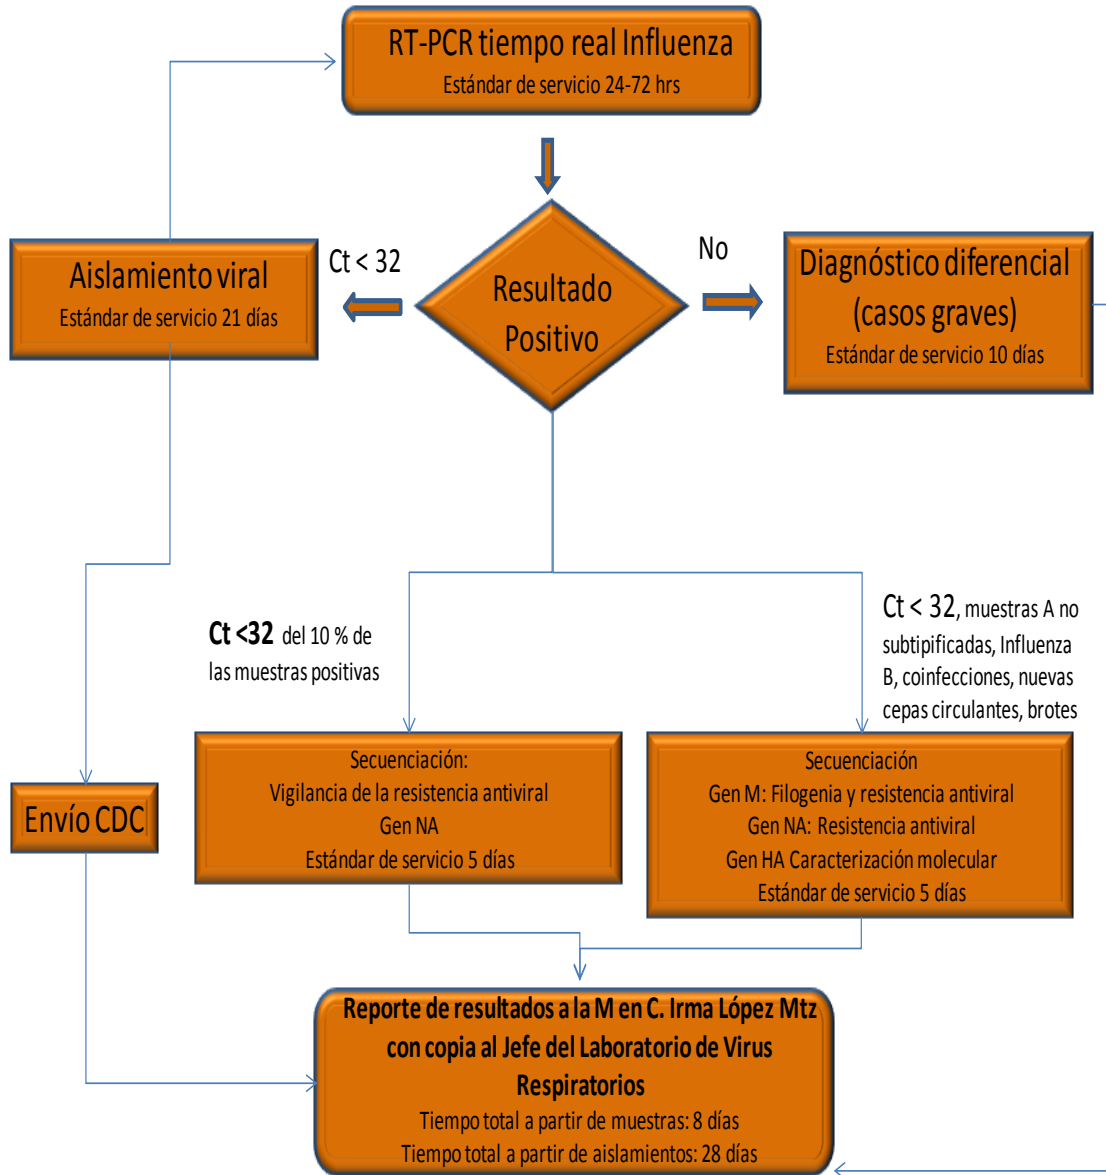 RT-PCR tiempo real Influenza
Estándar de servicio 24-72 hrs
Aislamiento viral
Estándar de servicio 21 días
Ct < 32
Resultado
Positivo
No
Diagnóstico diferencial
(casos graves)
Estándar de servicio 10 días
Ct <32 del 10 % de
las muestras positivas
Ct < 32, muestras A no
subtipificadas, Influenza
B, coinfecciones, nuevas
cepas circulantes, brotes
Envío CDC
Secuenciación:
Vigilancia de la resistencia antiviral
Gen NA
Estándar de servicio 5 días
Secuenciación
Gen M: Filogenia y resistencia antiviral
Gen NA: Resistencia antiviral
Gen HA Caracterización molecular
Estándar de servicio 5 días
Reporte de resultados a la M en C. Irma López Mtz
con copia al Jefe del Laboratorio de Virus
Respiratorios
Tiempo total a partir de muestras: 8 días
Tiempo total a partir de aislamientos: 28 días